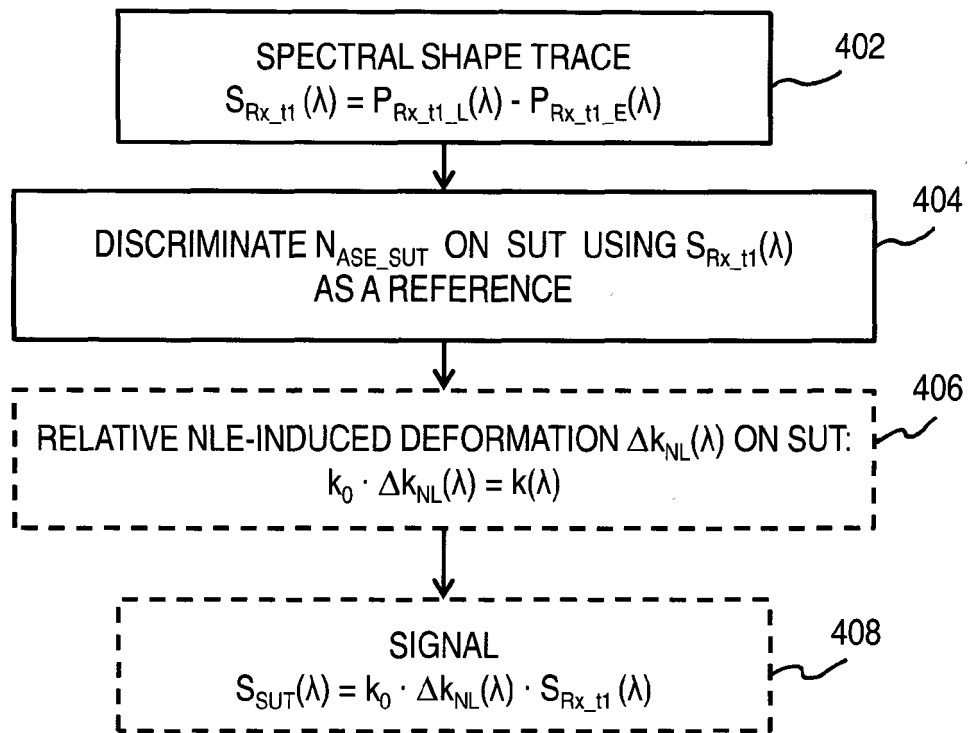 SPECTRAL SHAPE TRACE
S_Rx_t1 (λ) = P_Rx_t1_L(λ) - P_Rx_t1_E(λ)
402
DISCRIMINATE N_ASE_SUT ON SUT USING S_Rx_t1(λ)
AS A REFERENCE
404
RELATIVE NLE-INDUCED DEFORMATION Δk_NL(λ) ON SUT:
k_0 · Δk_NL(λ) = k(λ)
406
SIGNAL
S_SUT(λ) = k_0 · Δk_NL(λ) · S_Rx_t1 (λ)
408